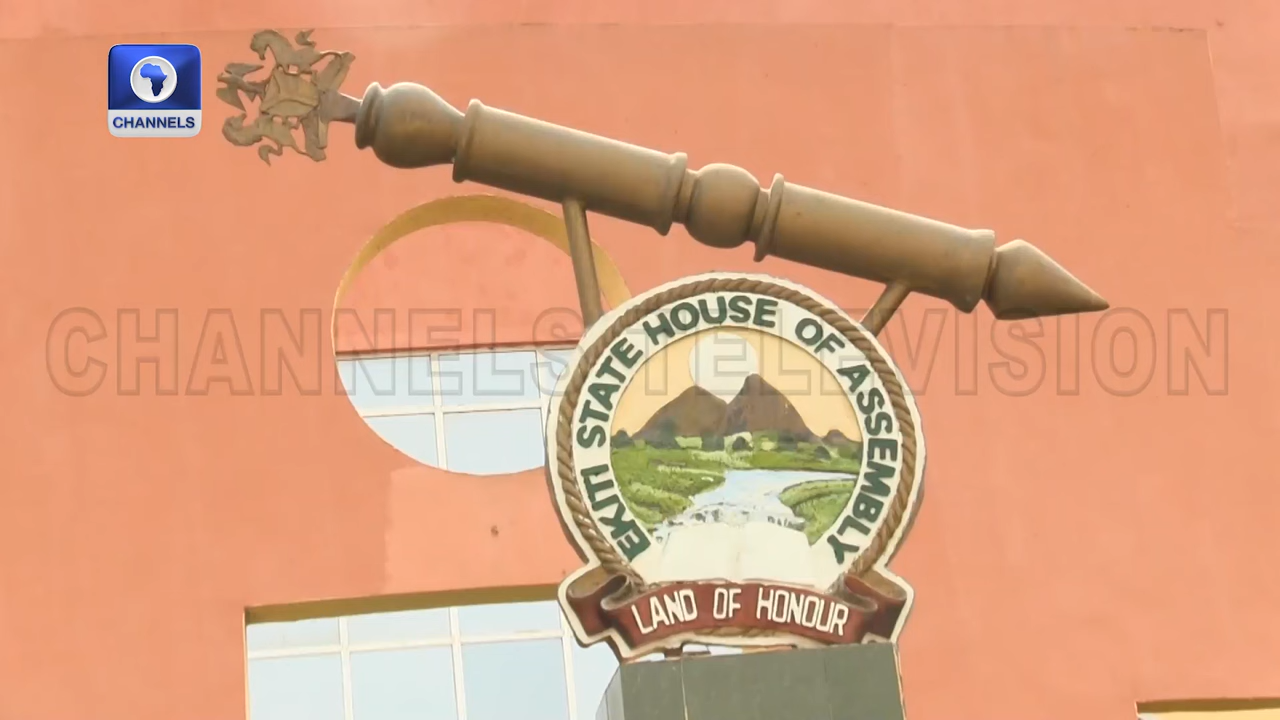 CHANNELS
CHANNELS TELEVISION
EKITI STATE HOUSE OF ASSEMBLY
LAND OF HONOUR